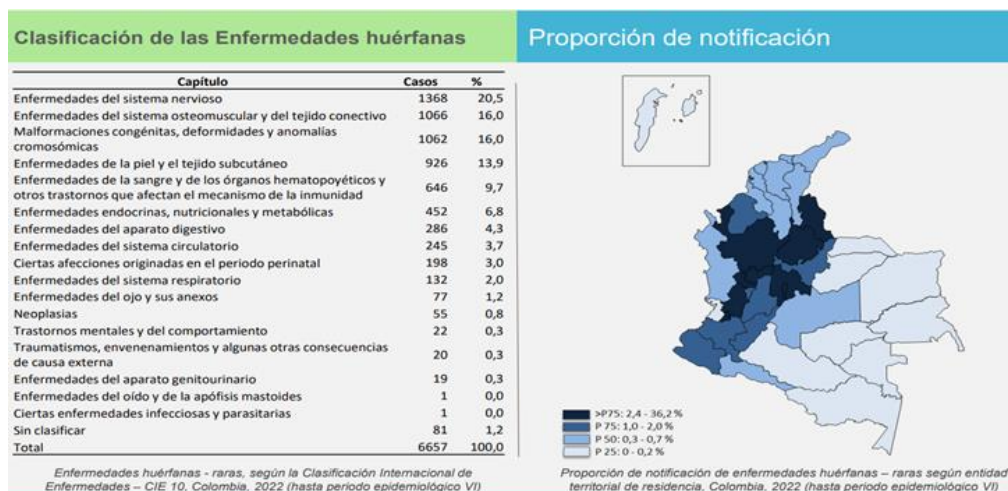 Clasificación de las Enfermedades huérfanas
Capítulo Casos %
Enfermedades del sistema nervioso 1368 20,5
Enfermedades del sistema osteomuscular y del tejido conectivo 1066 16,0
Malformaciones congénitas, deformidades y anomalías
cromosómicas 1062 16,0
Enfermedades de la piel y el tejido subcutáneo 926 13,9
Enfermedades de la sangre y de los órganos hematopoyéticos y
otros trastornos que afectan el mecanismo de la inmunidad 646 9,7
Enfermedades endocrinas, nutricionales y metabólicas 452 6,8
Enfermedades del aparato digestivo 286 4,3
Enfermedades del sistema circulatorio 245 3,7
Ciertas afecciones originadas en el periodo perinatal 198 3,0
Enfermedades del sistema respiratorio 132 2,0
Enfermedades del ojo y sus anexos 77 1,2
Neoplasias 55 0,8
Trastornos mentales y del comportamiento 22 0,3
Traumatismos, envenenamientos y algunas otras consecuencias
de causa externa 20 0,3
Enfermedades del aparato genitourinario 19 0,3
Enfermedades del oído y de la apófisis mastoides 1 0,0
Ciertas enfermedades infecciosas y parasitarias 1 0,0
Sin clasificar 81 1,2
Total 6657 100,0
Enfermedades huérfanas - raras, según la Clasificación Internacional de
Enfermedades – CIE 10, Colombia, 2022 (hasta periodo epidemiológico VI)
Proporción de notificación
>P75: 2,4 - 36,2 %
P 75: 1,0 - 2,0 %
P 50: 0,3 - 0,7 %
P 25: 0 - 0,2 %
Proporción de notificación de enfermedades huérfanas – raras según entidad
territorial de residencia, Colombia, 2022 (hasta periodo epidemiológico VI)